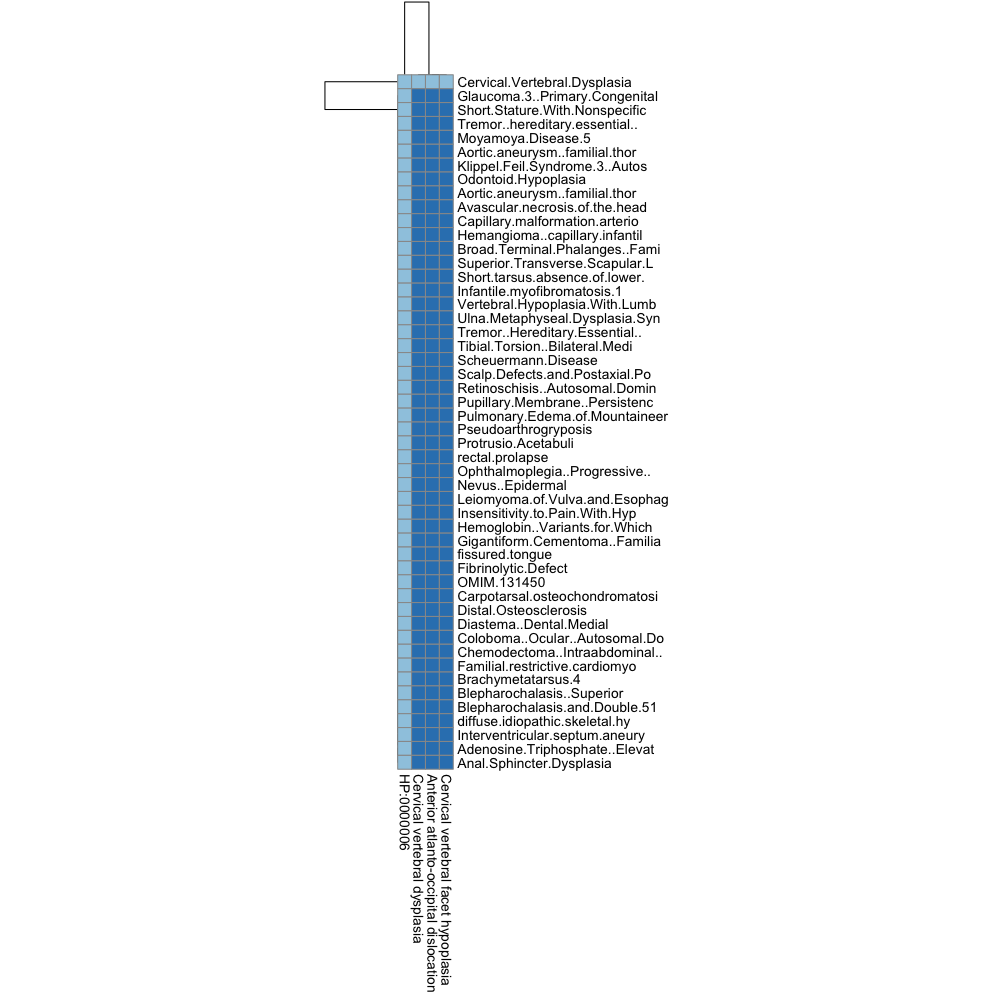 Cervical.Vertebral.Dysplasia
Glaucoma.3..Primary.Congenital
Short.Stature.With.Nonspecific
Tremor..hereditary.essential..
Moyamoya.Disease.5
Aortic.aneurysm..familial.thor
Klippel.Feil.Syndrome.3..Autos
Odontoid.Hypoplasia
Aortic.aneurysm..familial.thor
Avascular.necrosis.of.the.head
Capillary.malformation.arterio
Hemangioma..capillary.infantil
Broad.Terminal.Phalanges..Fami
Superior.Transverse.Scapular.L
Short.tarsus.absence.of.lower.
Infantile.myofibromatosis.1
Vertebral.Hypoplasia.With.Lumb
Ulna.Metaphyseal.Dysplasia.Syn
Tremor..Hereditary.Essential..
Tibial.Torsion..Bilateral.Medi
Scheuermann.Disease
Scalp.Defects.and.Postaxial.Po
Retinoschisis..Autosomal.Domin
Pupillary.Membrane..Persistenc
Pulmonary.Edema.of.Mountaineer
Pseudoarthrogryposis
Protrusio.Acetabuli
rectal.prolapse
Ophthalmoplegia..Progressive..
Nevus..Epidermal
Leiomyoma.of.Vulva.and.Esophag
Insensitivity.to.Pain.With.Hyp
Hemoglobin..Variants.for.Which
Gigantiform.Cementoma..Familia
fissured.tongue
Fibrinolytic.Defect
OMIM.131450
Carpotarsal.osteochondromatosi
Distal.Osteosclerosis
Diastema..Dental.Medial
Coloboma..Ocular..Autosomal.Do
Chemodectoma..Intraabdominal..
Familial.restrictive.cardiomyo
Brachymetatarsus.4
Blepharochalasis..Superior
Blepharochalasis.and.Double.51
diffuse.idiopathic.skeletal.hy
Interventricular.septum.aneury
Adenosine.Triphosphate..Elevat
Anal.Sphincter.Dysplasia
HP:0000006
Cervical vertebral dysplasia
Anterior atlanto-occipital dislocation
Cervical vertebral facet hypoplasia